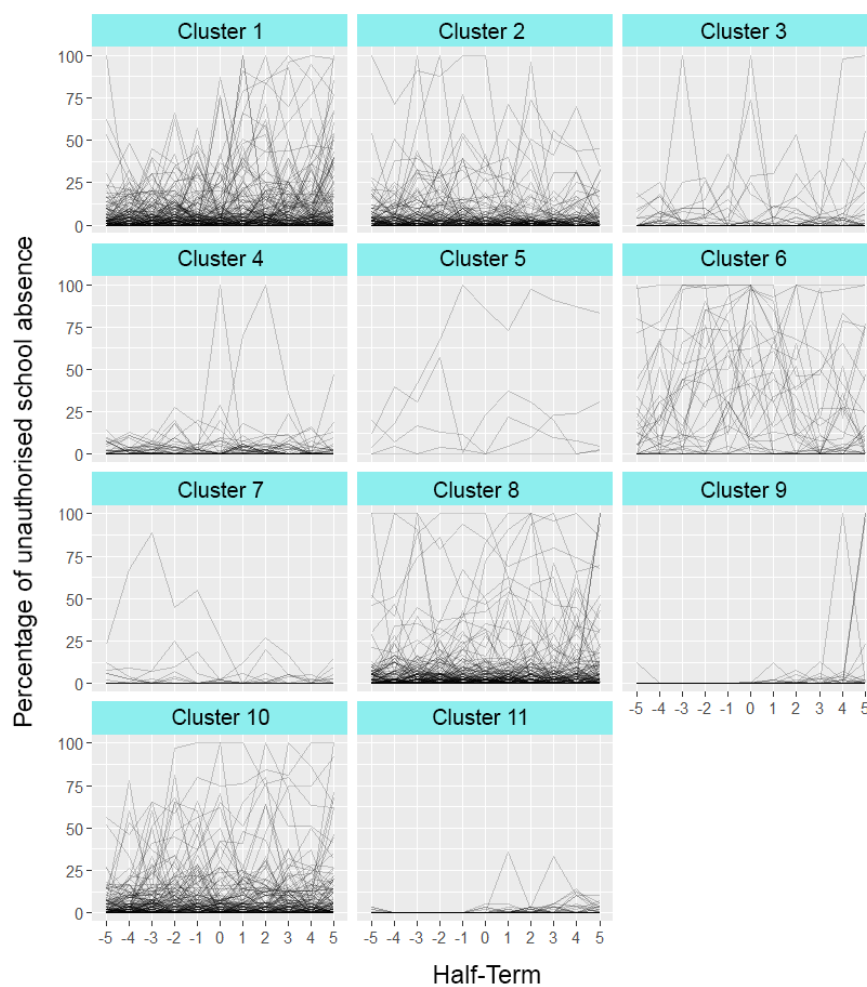 Cluster 1 Cluster 2 Cluster 3
100
75
50
25
0
Cluster 4 Cluster 5 Cluster 6
100
75
50
25
0
Cluster 7 Cluster 8 Cluster 9
100
75
50
25
0
-5 -4 -3 -2 -1 0 1 2 3 4 5
Cluster 10 Cluster 11
100
75
50
25
0
-5 -4 -3 -2 -1 0 1 2 3 4 5 -5 -4 -3 -2 -1 0 1 2 3 4 5
Half-Term
Percentage of unauthorised school absence